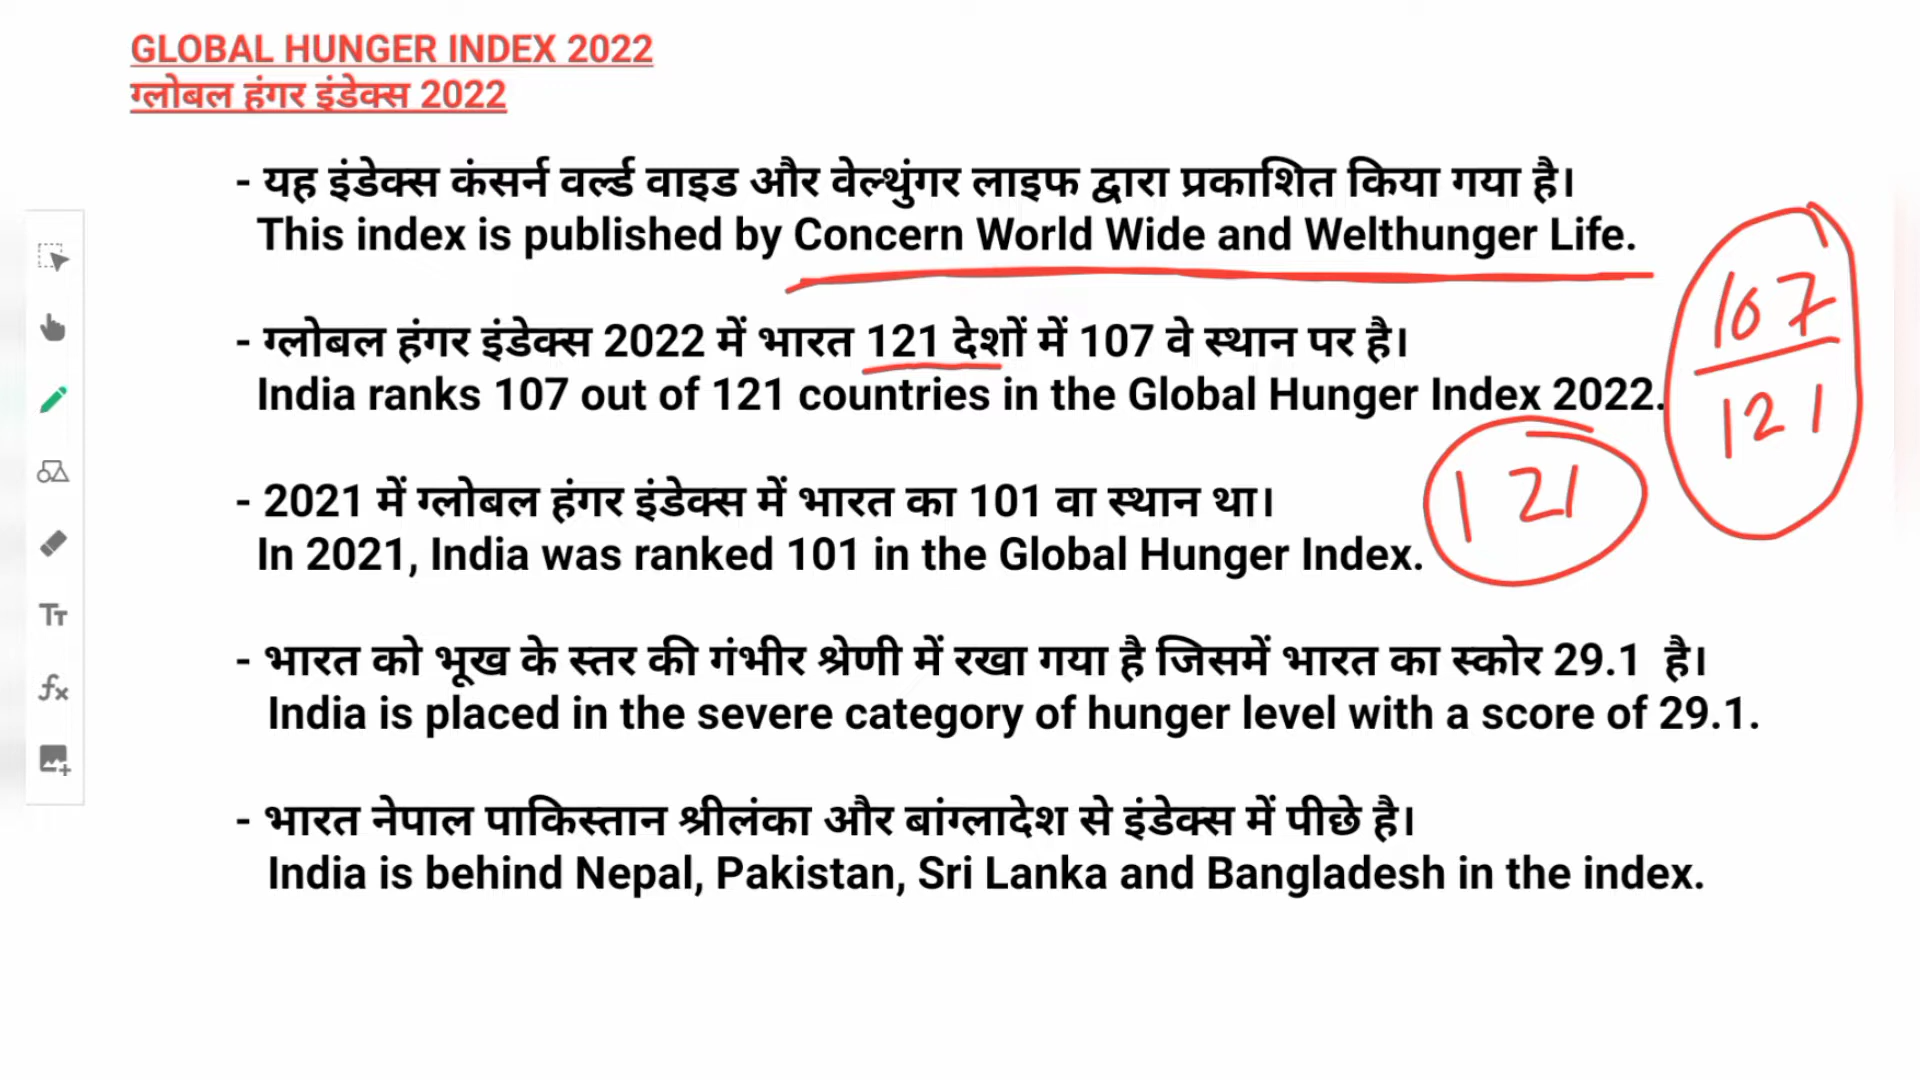 GLOBAL HUNGER INDEX 2022
ग्लोबल हंगर इंडेक्स 2022
- यह इंडेक्स कंसर्न वर्ल्ड वाइड और वेल्थुंगर लाइफ द्वारा प्रकाशित किया गया है।
This index is published by Concern World Wide and Welthunger Life.
- ग्लोबल हंगर इंडेक्स 2022 में भारत 121 देशों में 107 वे स्थान पर है।
India ranks 107 out of 121 countries in the Global Hunger Index 2022.
107
121
- 2021 में ग्लोबल हंगर इंडेक्स में भारत का 101 वा स्थान था।
In 2021, India was ranked 101 in the Global Hunger Index.
121
- भारत को भूख के स्तर की गंभीर श्रेणी में रखा गया है जिसमें भारत का स्कोर 29.1 है।
India is placed in the severe category of hunger level with a score of 29.1.
- भारत नेपाल पाकिस्तान श्रीलंका और बांग्लादेश से इंडेक्स में पीछे है।
India is behind Nepal, Pakistan, Sri Lanka and Bangladesh in the index.
TT
fx